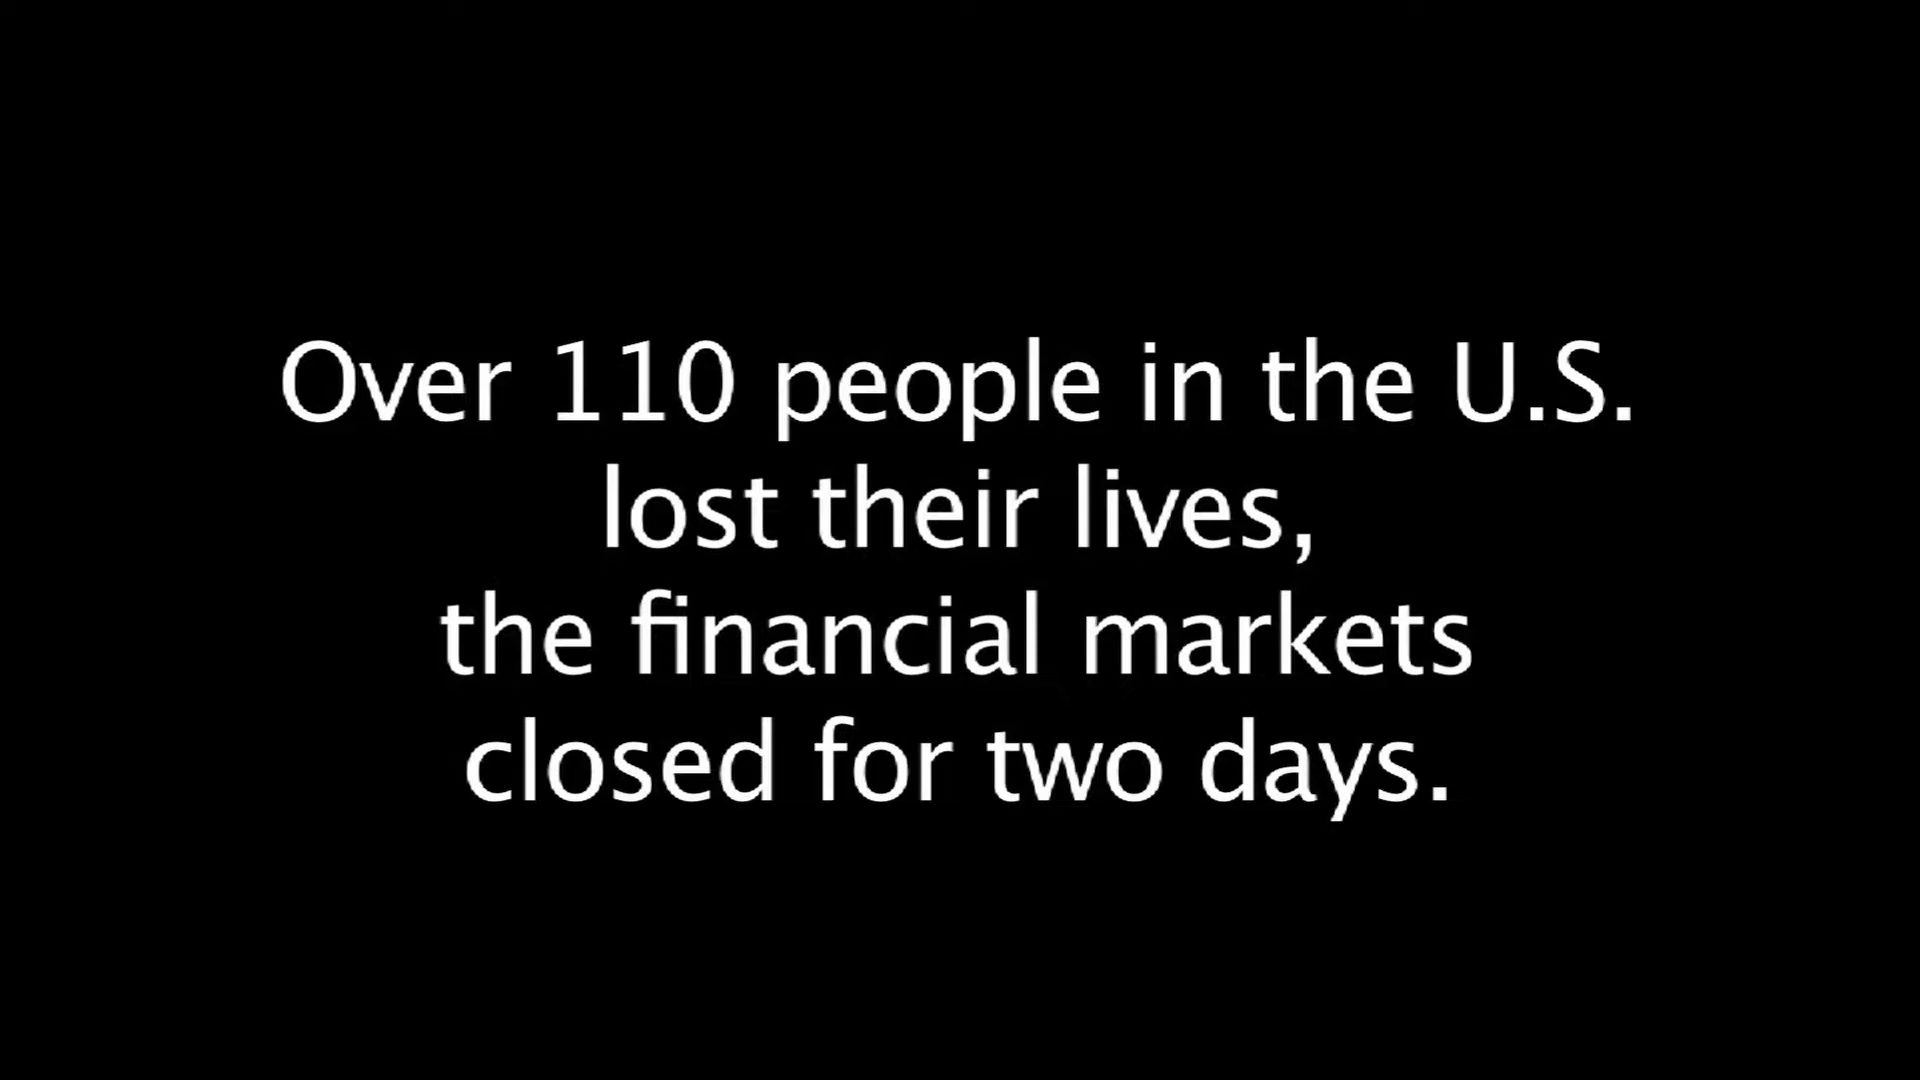 Over 110 people in the U.S.
lost their lives,
the financial markets
closed for two days.